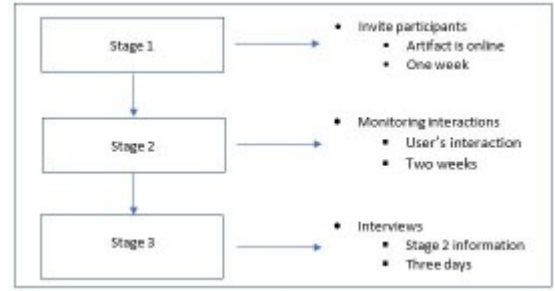 Stage 1
• Invite participants
▪ Artifact is online
▪ One week
Stage 2
• Monitoring interactions
▪ User's interaction
▪ Two weeks
Stage 3
• Interviews
▪ Stage 2 information
▪ Three days